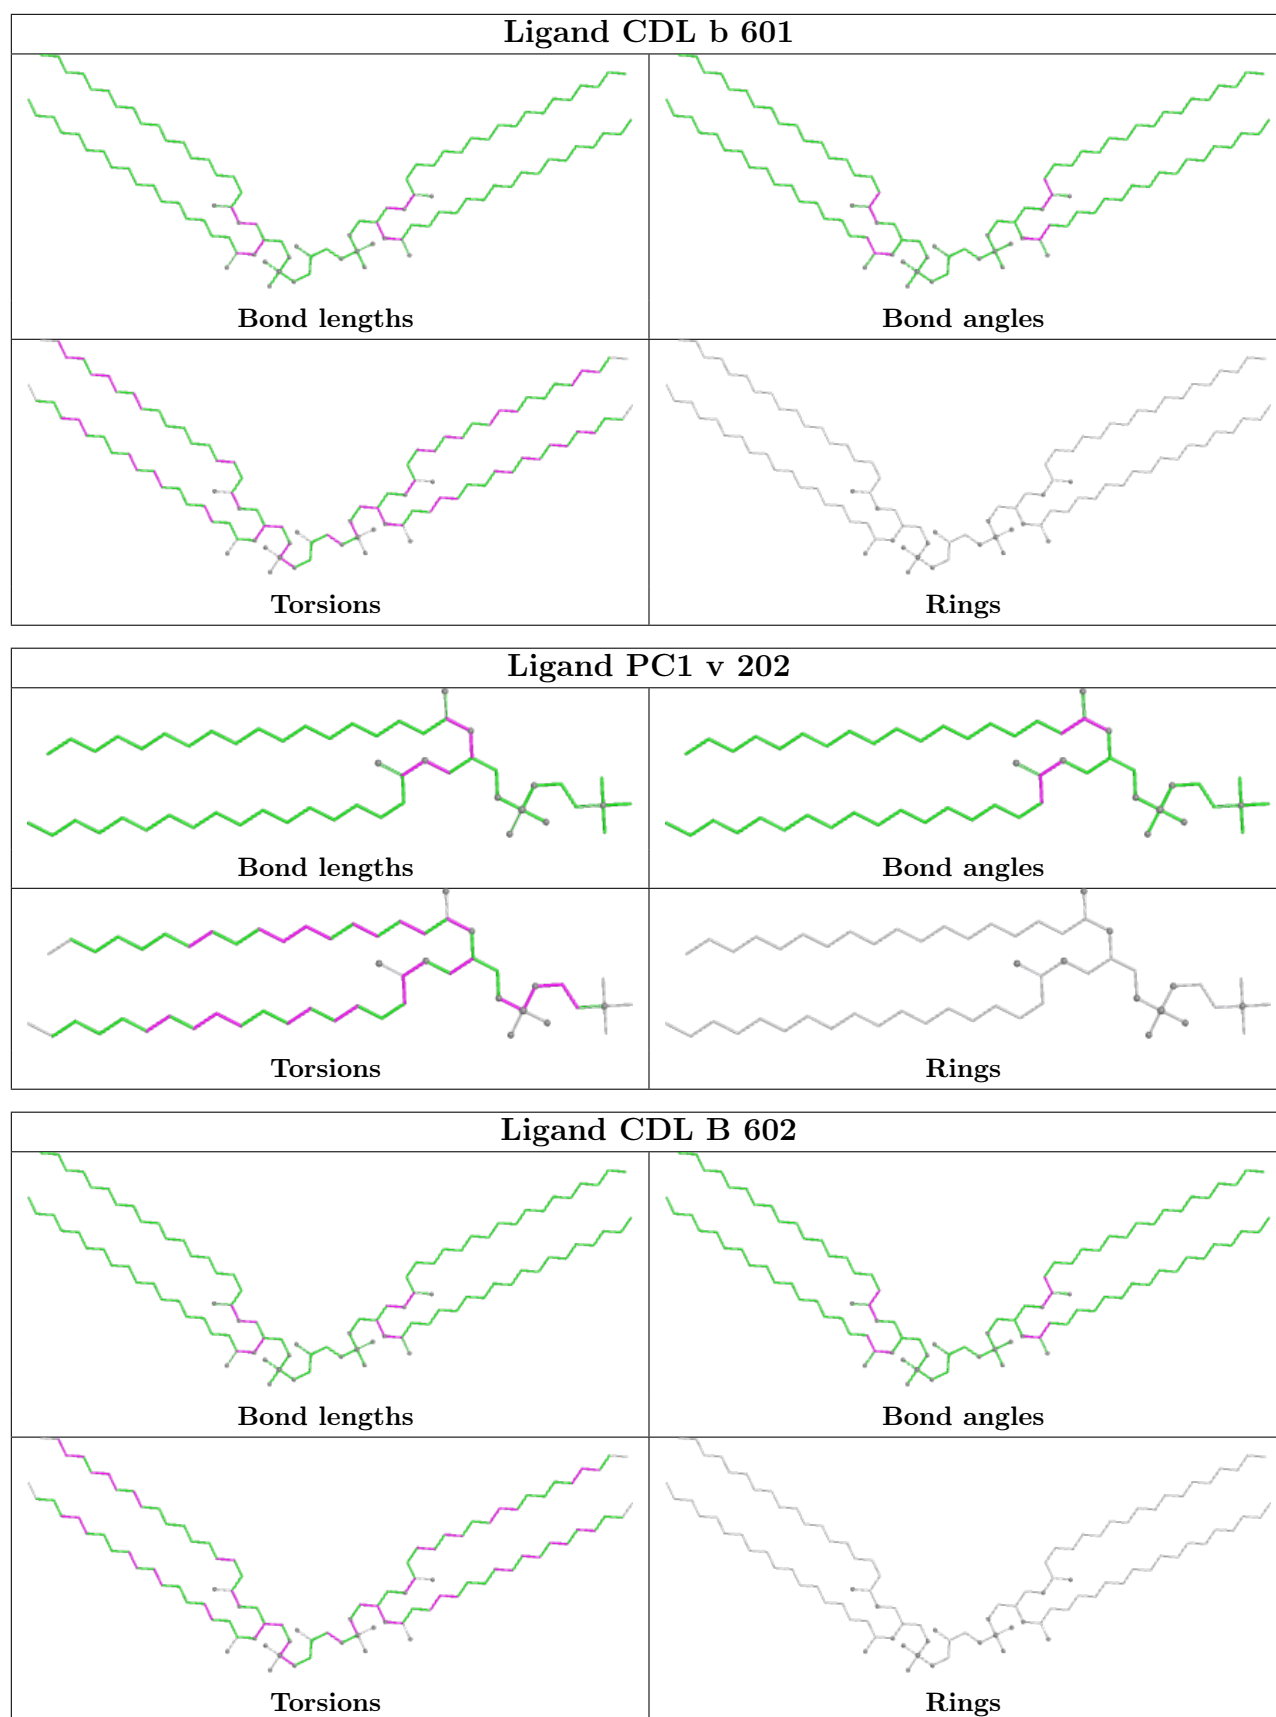 Ligand CDL b 601
Bond lengths
Bond angles
Torsions
Rings
Ligand PC1 v 202
Bond lengths
Bond angles
Torsions
Rings
Ligand CDL B 602
Bond lengths
Bond angles
Torsions
Rings